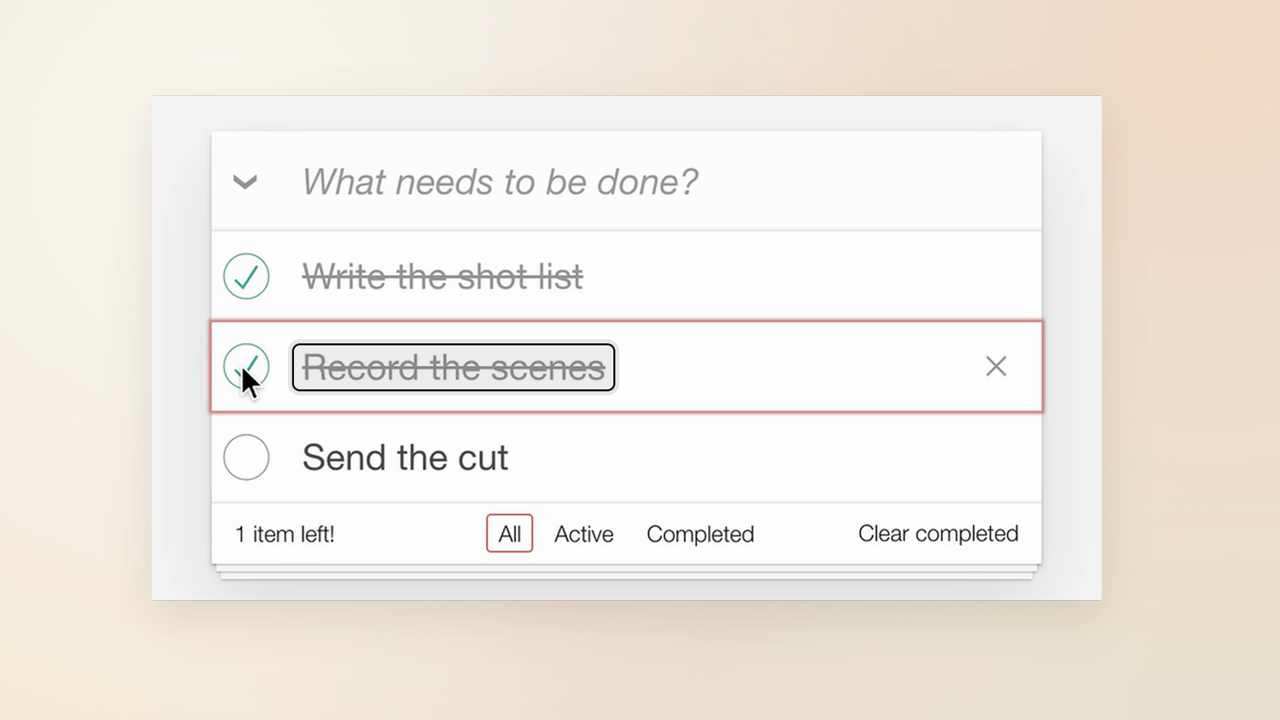 What needs to be done?
Write the shot list
Record the scenes
Send the cut
1 item left! All Active Completed Clear completed